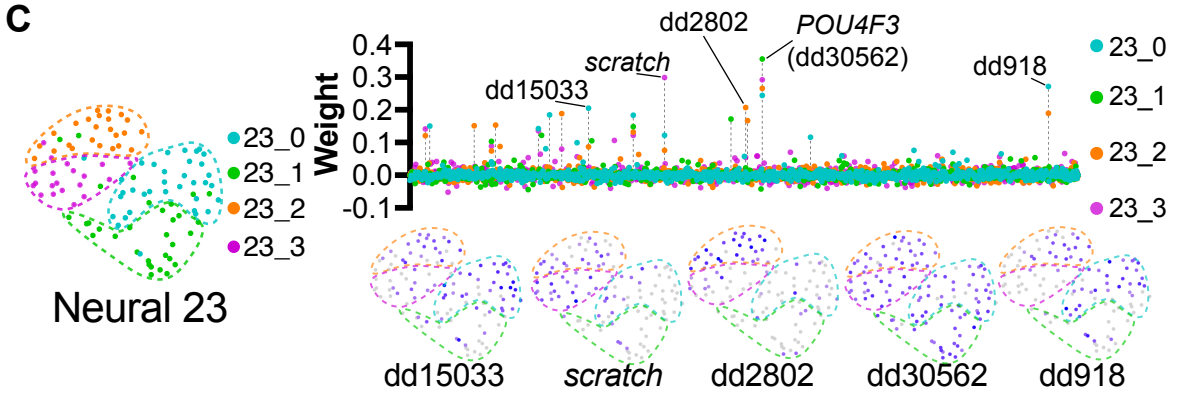 C
23_0
23_1
23_2
23_3
Neural 23
Weight
0.4
0.3
0.2
0.1
0.0
-0.1
dd15033
scratch
dd2802
POU4F3
(dd30562)
dd918
23_0
23_1
23_2
23_3
dd15033
scratch
dd2802
dd30562
dd918